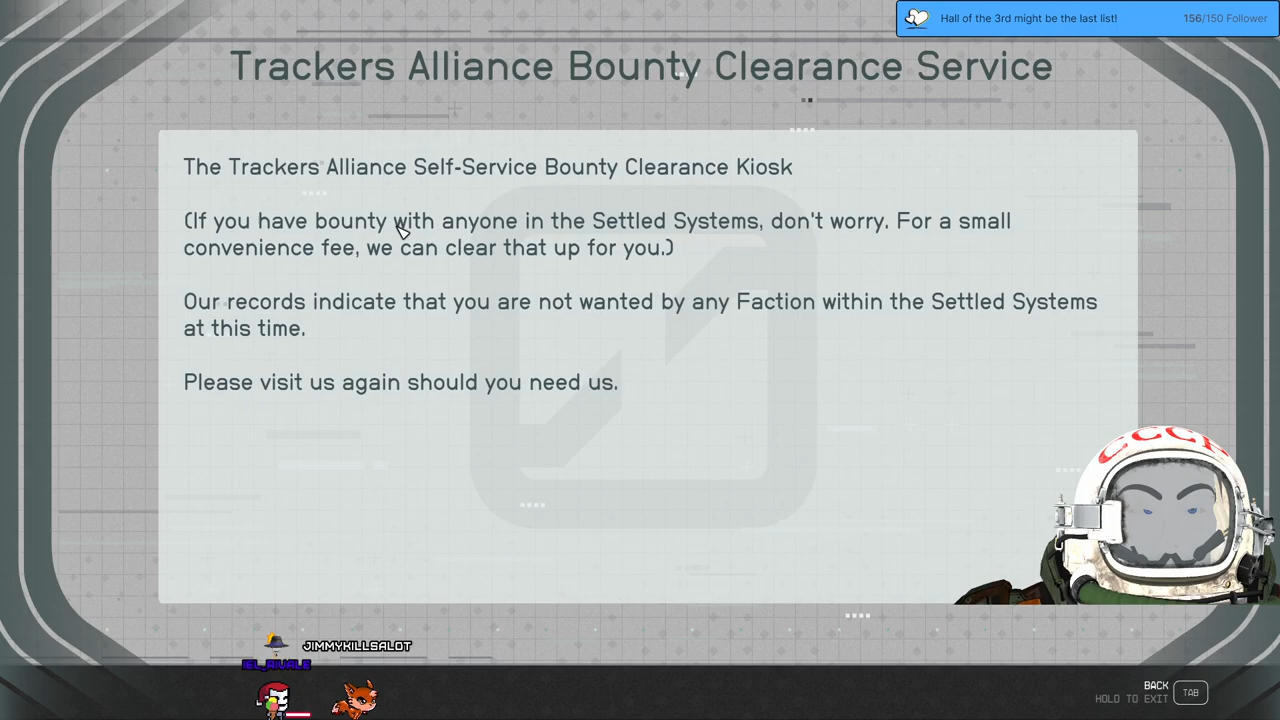 Hall of the 3rd might be the last list!
156/150 Follower
Trackers Alliance Bounty Clearance Service
The Trackers Alliance Self-Service Bounty Clearance Kiosk
(If you have bounty with anyone in the Settled Systems, don't worry. For a small
convenience fee, we can clear that up for you.)
Our records indicate that you are not wanted by any Faction within the Settled Systems
at this time.
Please visit us again should you need us.
CCCP
JIMMYKILLSALOT
BACK
HOLD TO EXIT
TAB